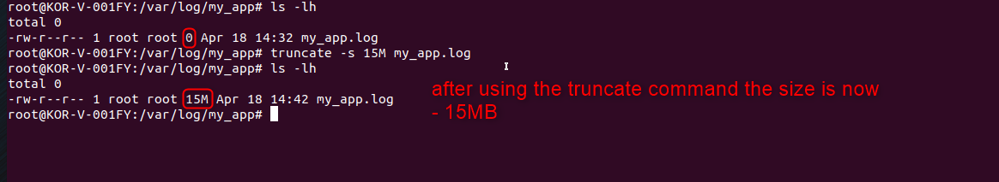 root@KOR-V-001FY:/var/log/my_app# ls -lh
total 0
-rw-r--r-- 1 root root 0 Apr 18 14:32 my_app.log
root@KOR-V-001FY:/var/log/my_app# truncate -s 15M my_app.log
root@KOR-V-001FY:/var/log/my_app# ls -lh
total 0
-rw-r--r-- 1 root root 15M Apr 18 14:42 my_app.log
root@KOR-V-001FY:/var/log/my_app#
after using the truncate command the size is now
- 15MB